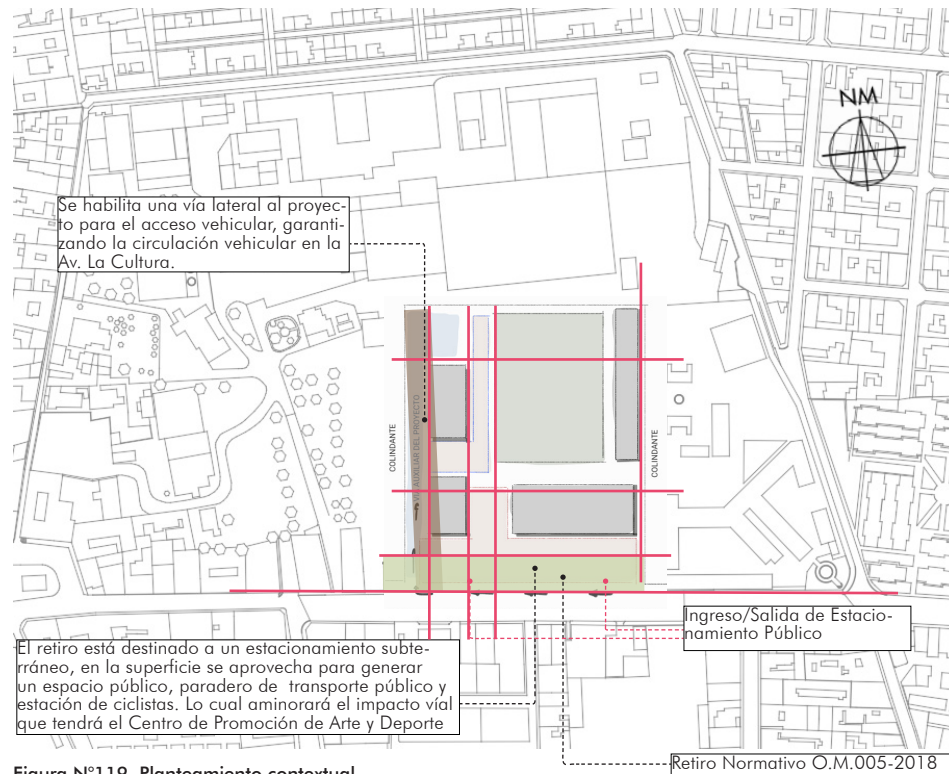 NM
Se habilita una vía lateral al proyec-
to para el acceso vehicular, garanti-
zando la circulación vehicular en la
Av. La Cultura.
COLINDANTE
VÍA AUXILIAR DEL PROYECTO
COLINDANTE
Ingreso/Salida de Estacio-
namiento Público
El retiro está destinado a un estacionamiento subte-
rráneo, en la superficie se aprovecha para generar
un espacio público, paradero de transporte público y
estación de ciclistas. Lo cual aminorará el impacto víal
que tendrá el Centro de Promoción de Arte y Deporte
Retiro Normativo O.M.005-2018
Figura N°119. Planteamiento contextual